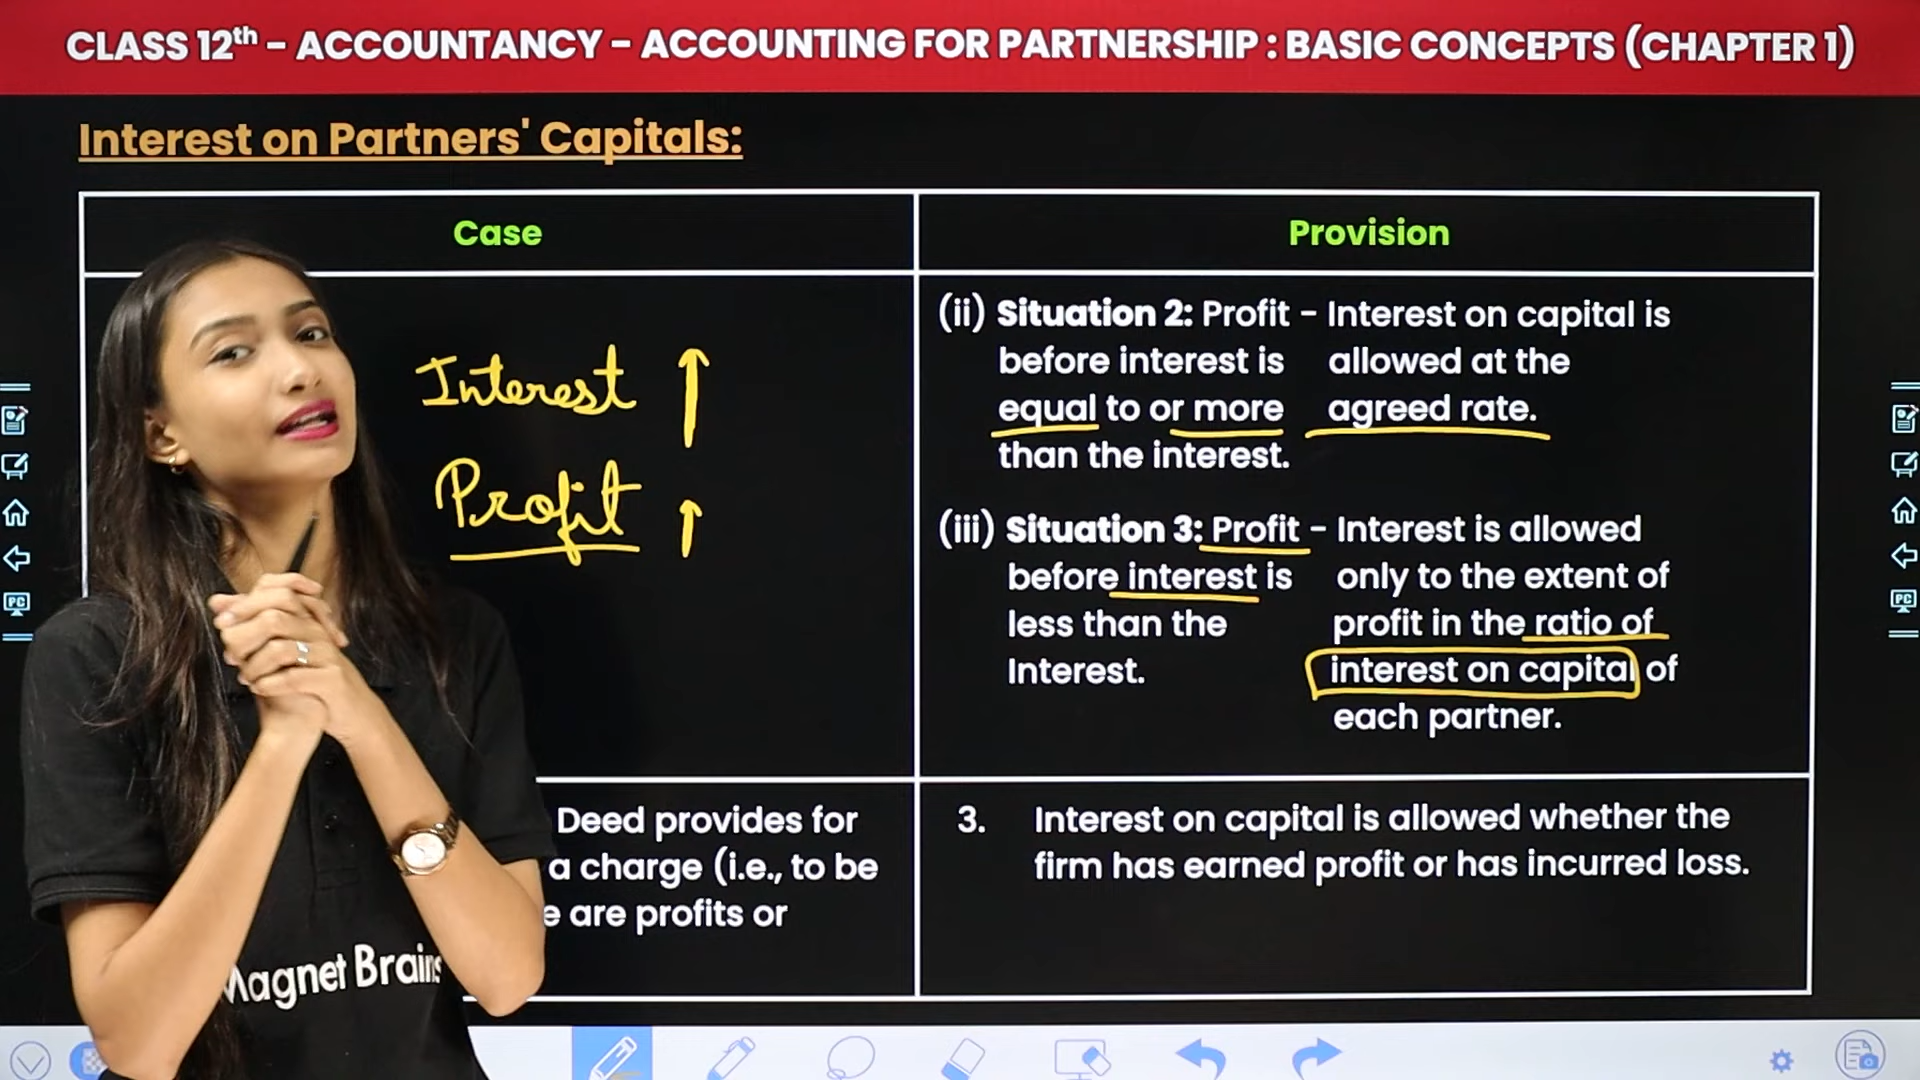 CLASS 12th - ACCOUNTANCY - ACCOUNTING FOR PARTNERSHIP : BASIC CONCEPTS (CHAPTER 1)
Interest on Partners' Capitals:
Case
Provision
Interest ↑
Profit ↑
(ii) Situation 2: Profit - Interest on capital is
before interest is allowed at the
equal to or more agreed rate.
than the interest.
(iii) Situation 3: Profit - Interest is allowed
before interest is only to the extent of
less than the profit in the ratio of
Interest. interest on capital of
each partner.
Deed provides for
a charge (i.e., to be
e are profits or
3. Interest on capital is allowed whether the
firm has earned profit or has incurred loss.
Magnet Brains
PC
PC